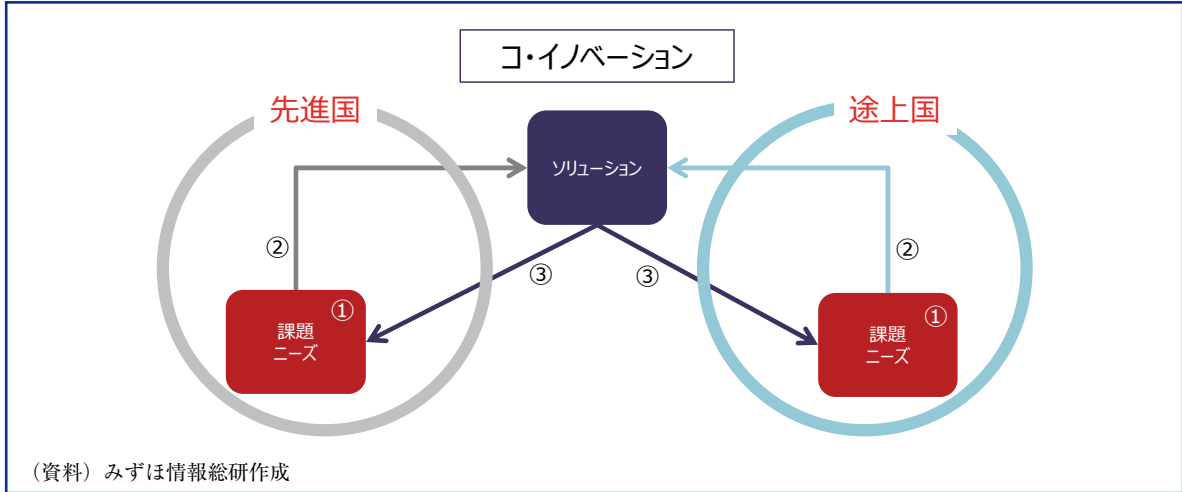 コ・イノベーション
先進国
途上国
ソリューション
②
②
③
③
①
課題
ニーズ
①
課題
ニーズ
（資料）みずほ情報総研作成